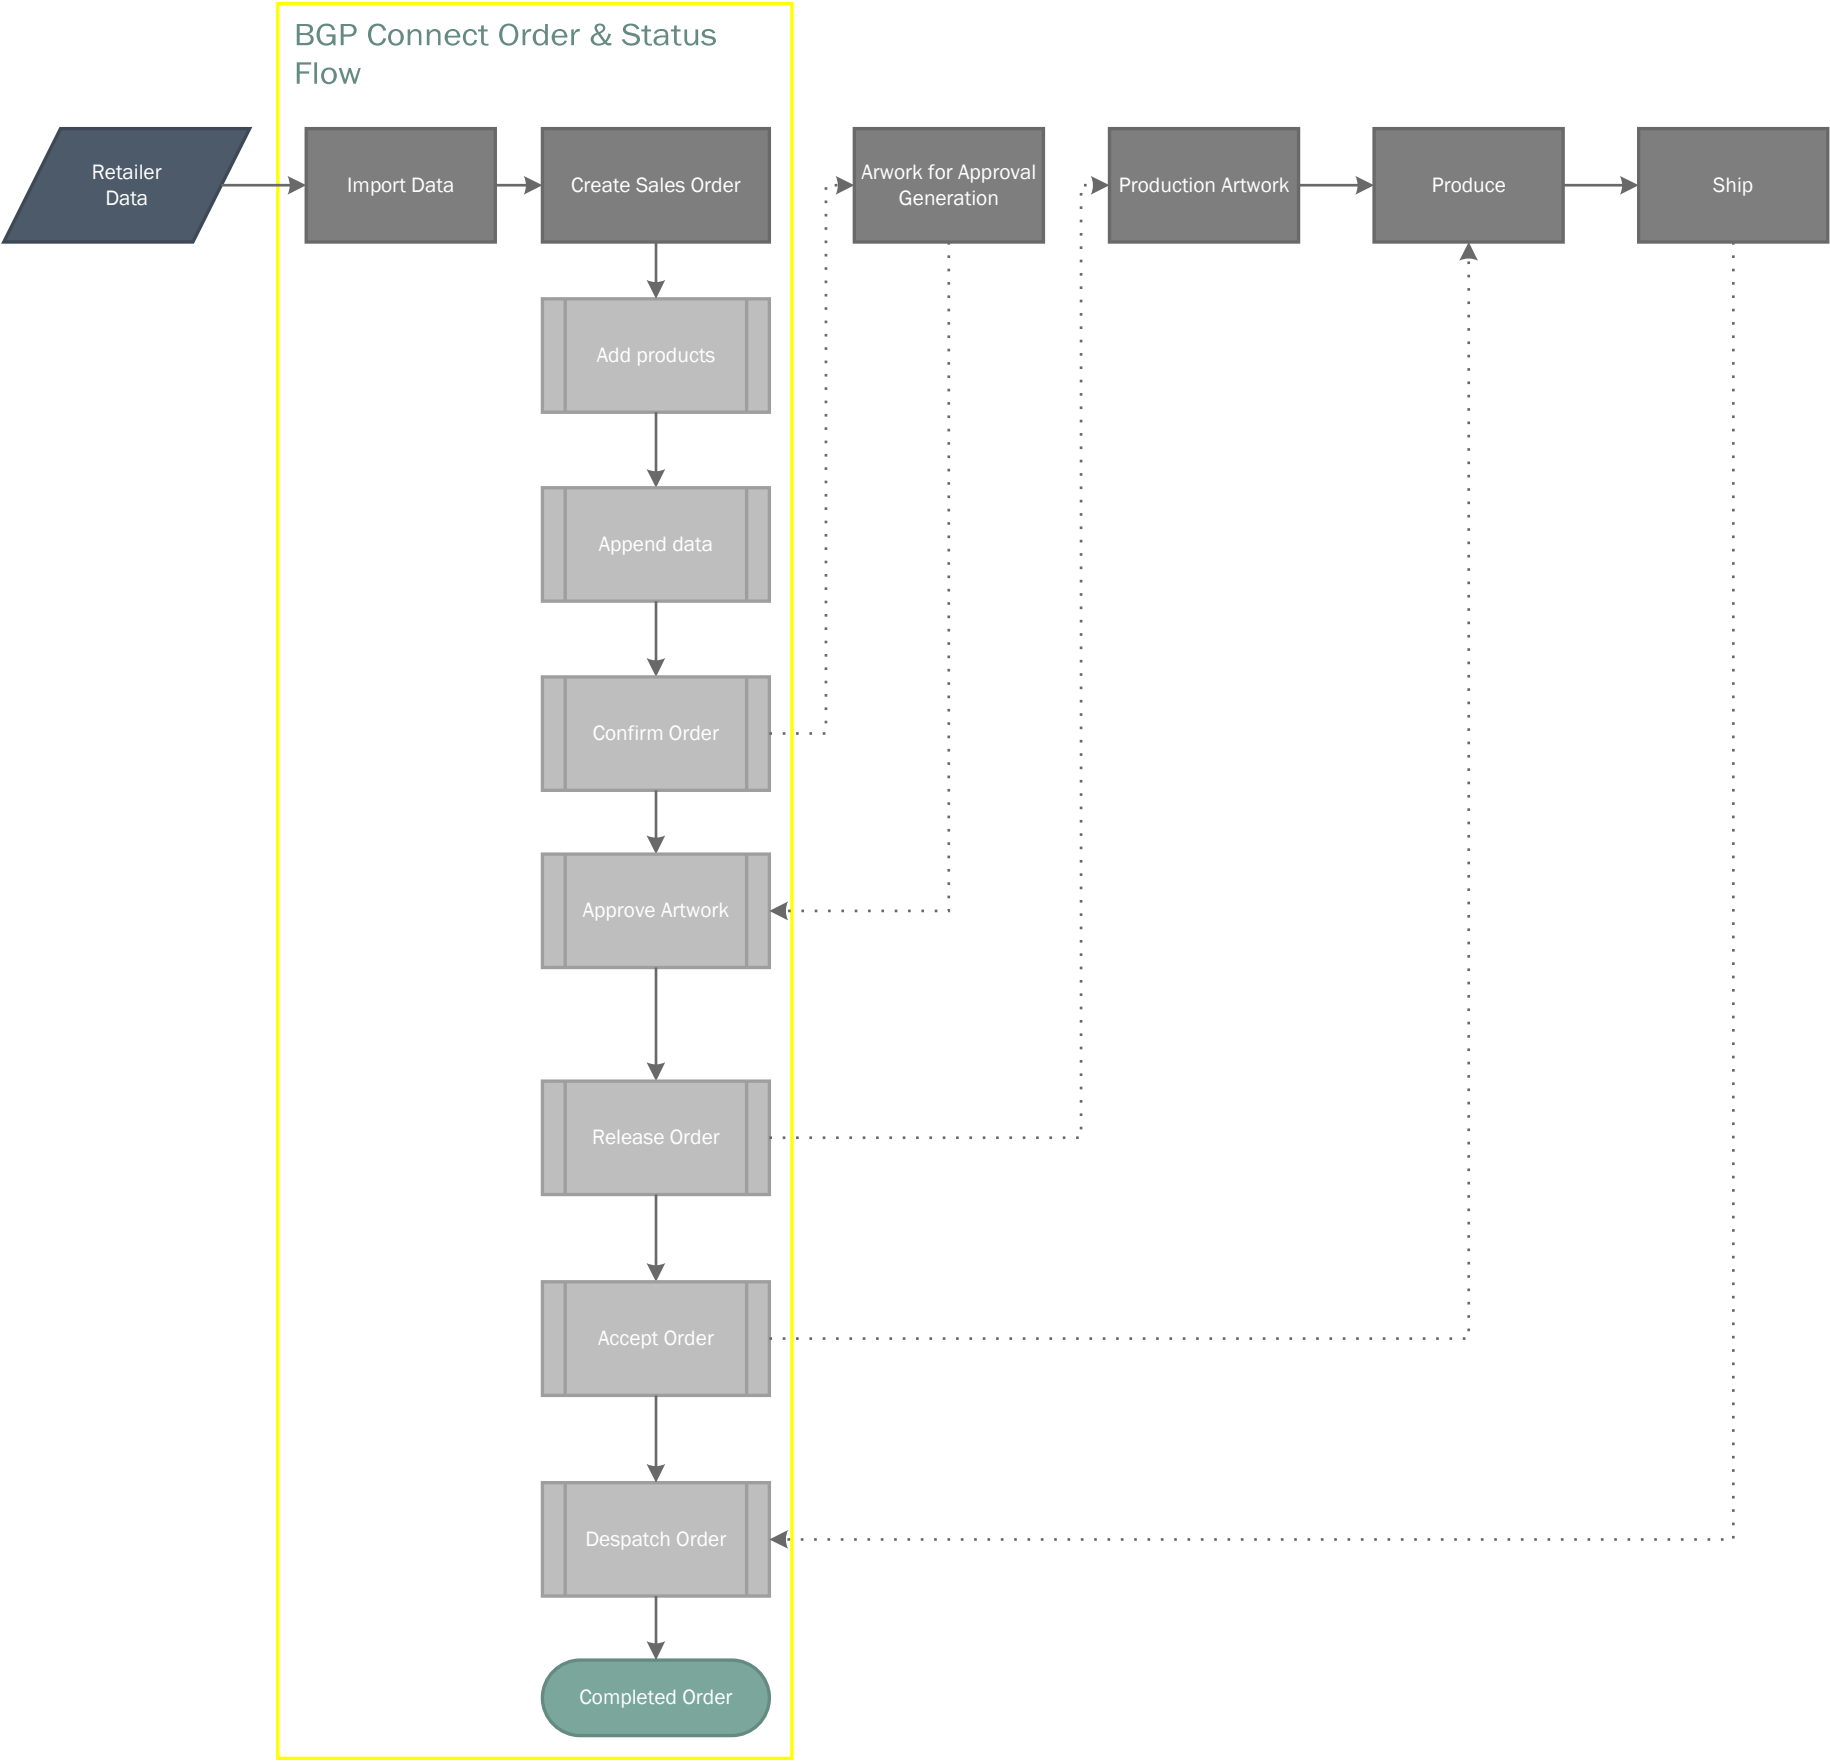 BGP Connect Order & Status
Flow
Retailer
Data
Import Data
Create Sales Order
Arwork for Approval
Generation
Production Artwork
Produce
Ship
Add products
Append data
Confirm Order
Approve Artwork
Release Order
Accept Order
Despatch Order
Completed Order